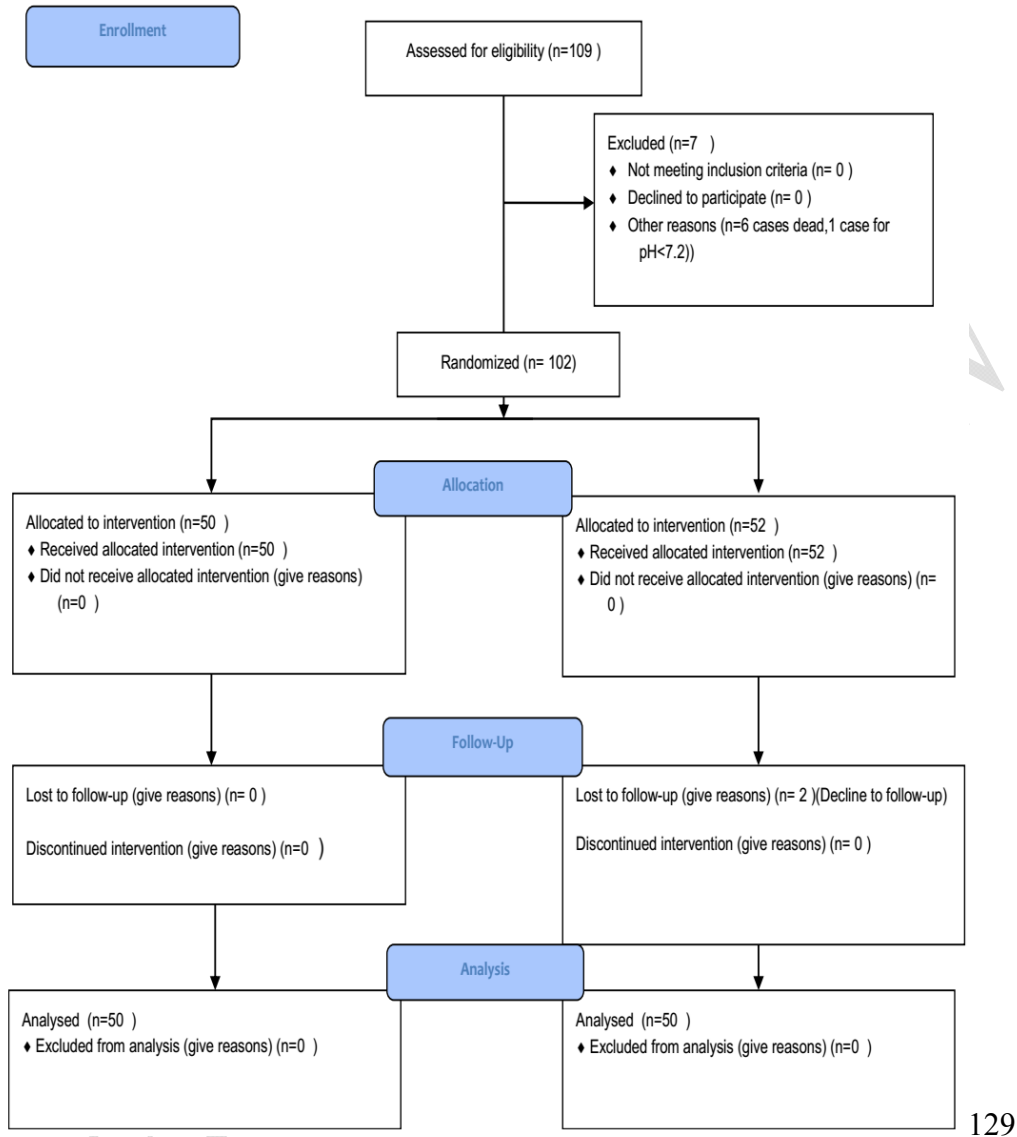 Enrollment
Assessed for eligibility (n=109 )
Excluded (n=7 )
♦ Not meeting inclusion criteria (n= 0 )
♦ Declined to participate (n= 0 )
♦ Other reasons (n=6 cases dead,1 case for
pH<7.2))
Randomized (n= 102)
Allocation
Allocated to intervention (n=50 )
♦ Received allocated intervention (n=50 )
♦ Did not receive allocated intervention (give reasons)
(n=0 )
Allocated to intervention (n=52 )
♦ Received allocated intervention (n=52 )
♦ Did not receive allocated intervention (give reasons) (n=
0 )
Follow-Up
Lost to follow-up (give reasons) (n= 0 )
Discontinued intervention (give reasons) (n=0 )
Lost to follow-up (give reasons) (n= 2 )(Decline to follow-up)
Discontinued intervention (give reasons) (n= 0 )
Analysis
Analysed (n=50 )
♦ Excluded from analysis (give reasons) (n=0 )
Analysed (n=50 )
♦ Excluded from analysis (give reasons) (n=0 )
129